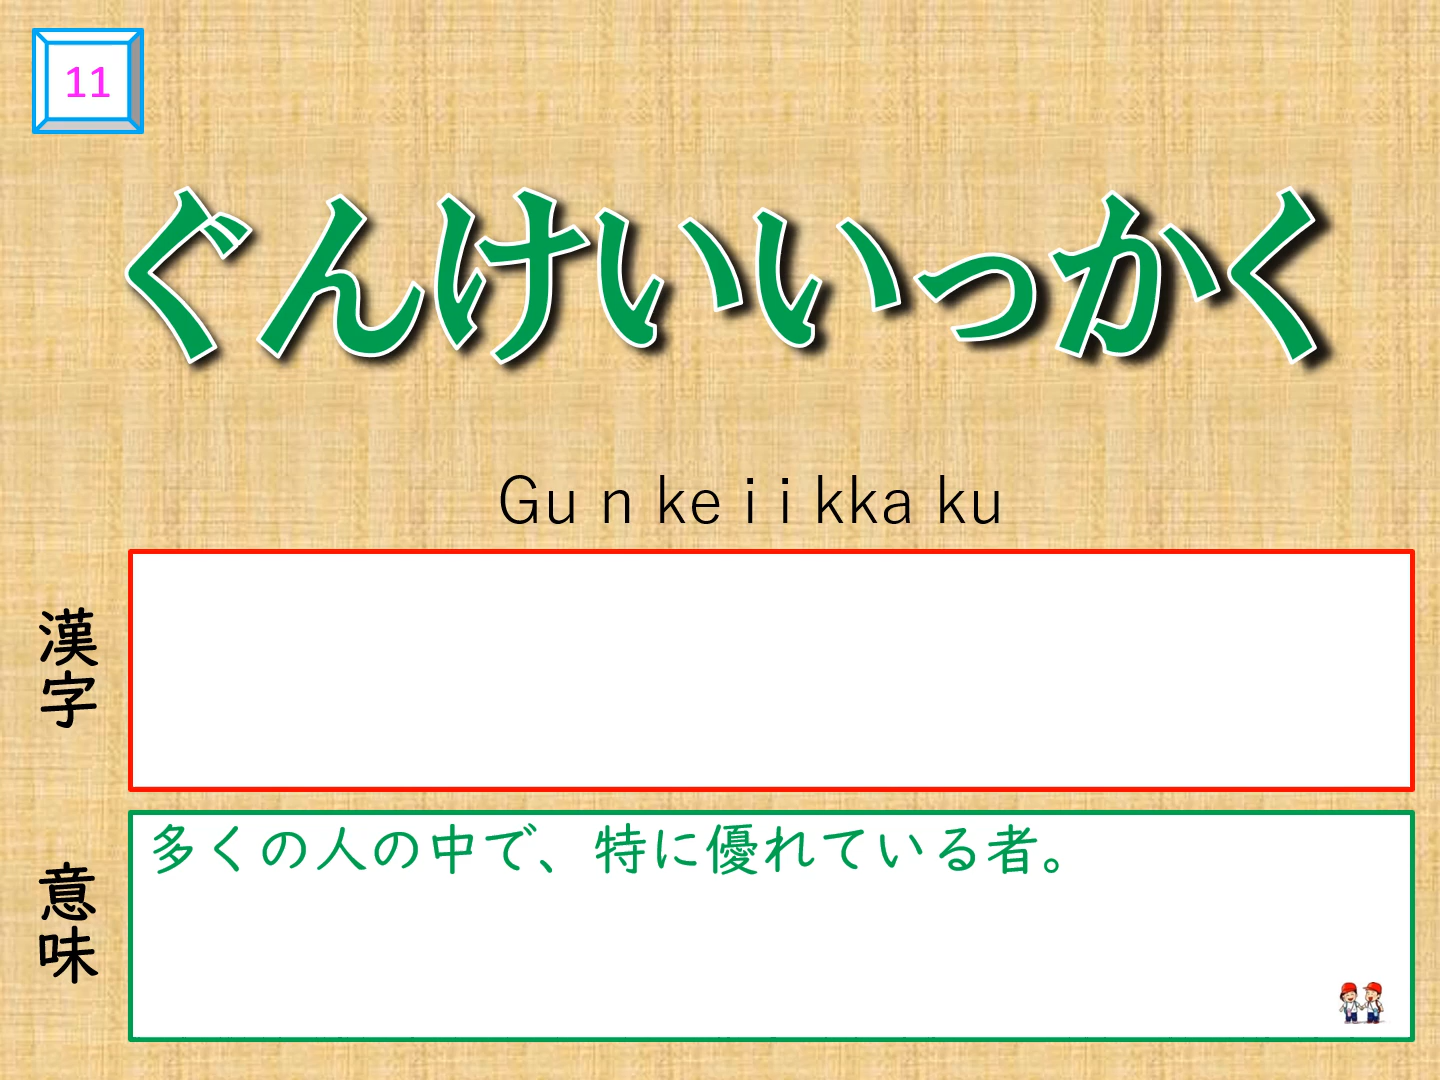 11
ぐんけいいっかく
Gu n ke i i kka ku
漢字
意味
多くの人の中で、特に優れている者。